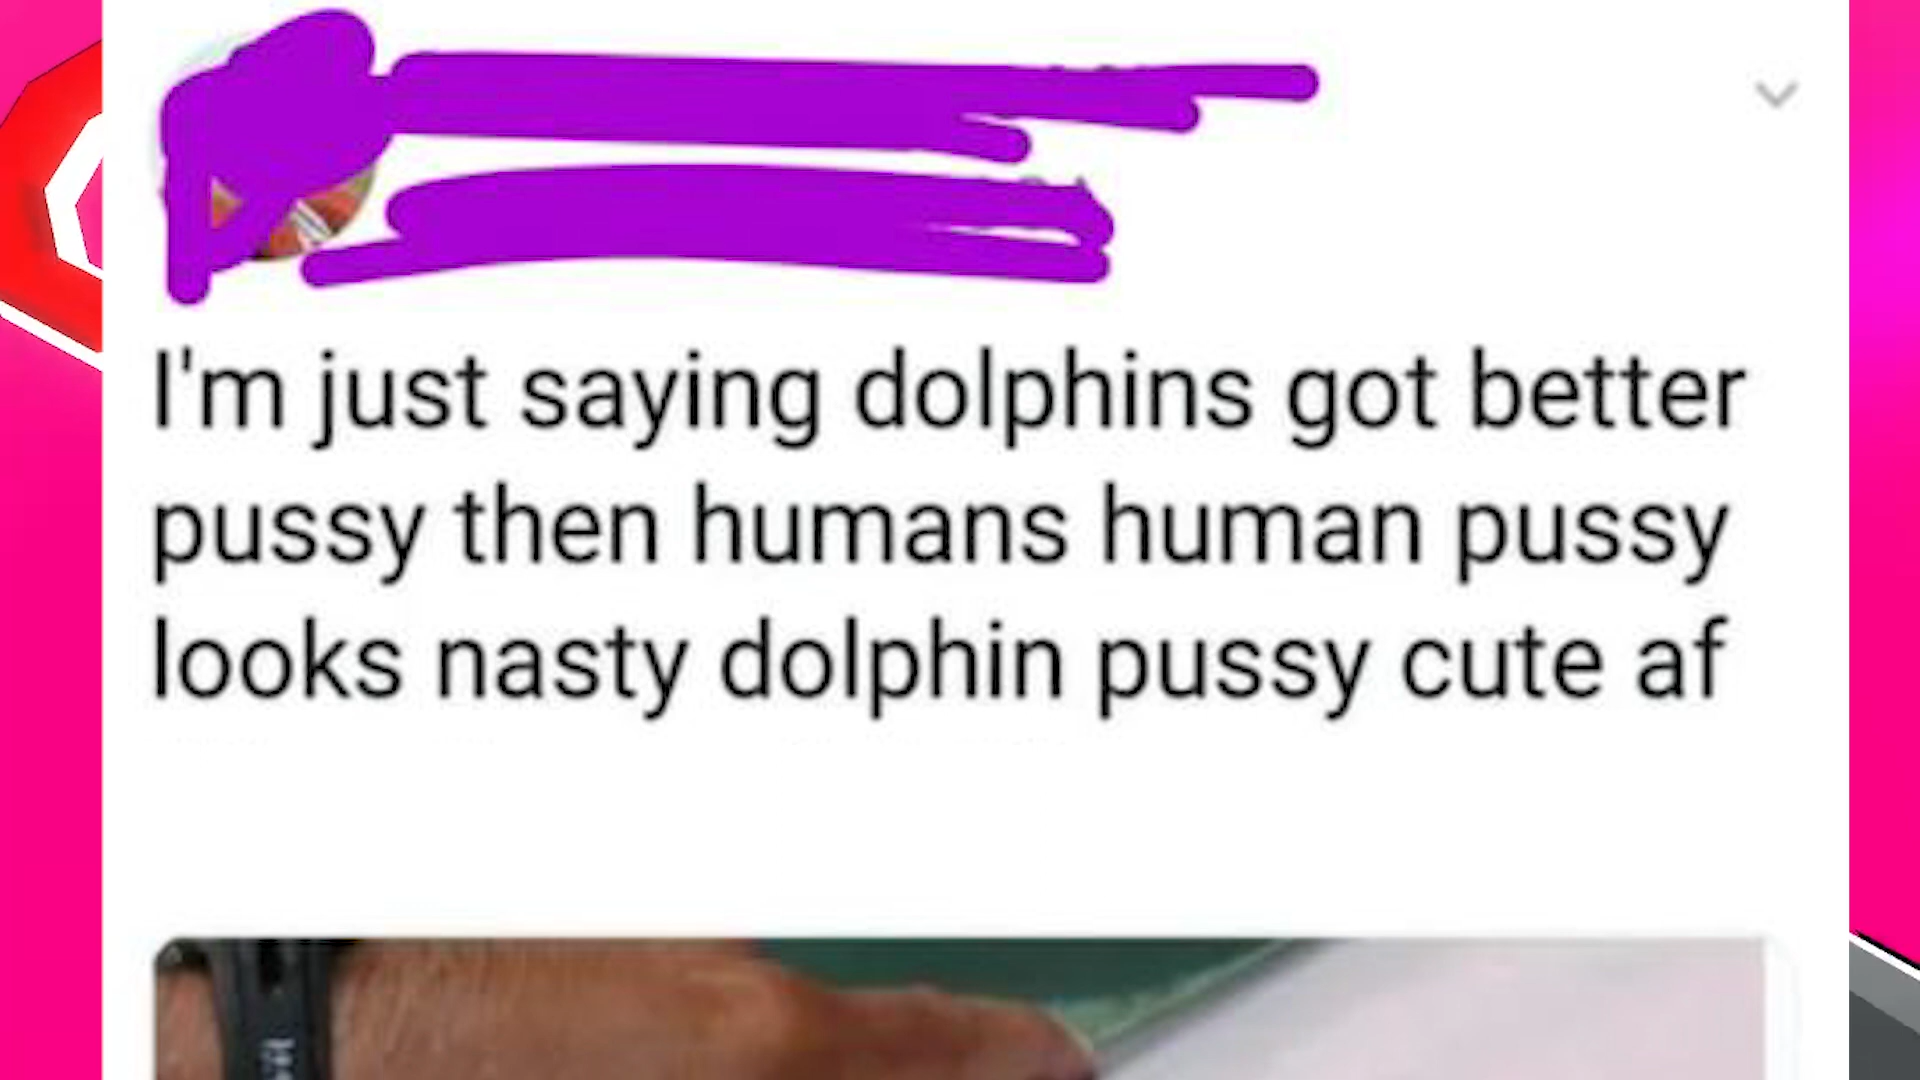 I'm just saying dolphins got better
pussy then humans human pussy
looks nasty dolphin pussy cute af